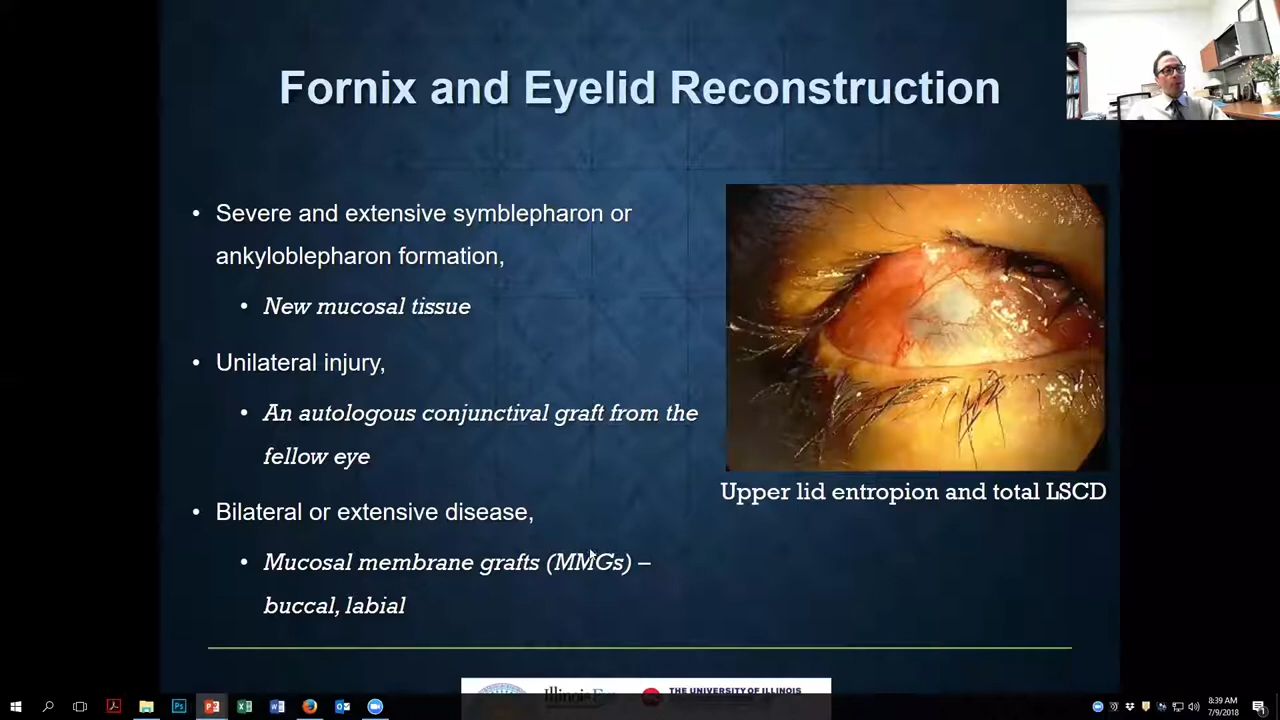 Fornix and Eyelid Reconstruction
• Severe and extensive symblepharon or
ankyloblepharon formation,
• New mucosal tissue
• Unilateral injury,
• An autologous conjunctival graft from the
fellow eye
• Bilateral or extensive disease,
• Mucosal membrane grafts (MMGs) –
buccal, labial
Upper lid entropion and total LSCD
THE UNIVERSITY OF ILLINOIS
8:39 AM
7/9/2018